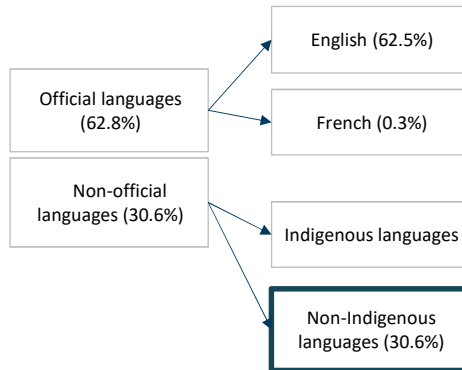 English (62.5%)
Official languages
(62.8%)
French (0.3%)
Non-official
languages (30.6%)
Indigenous languages
Non-Indigenous
languages (30.6%)